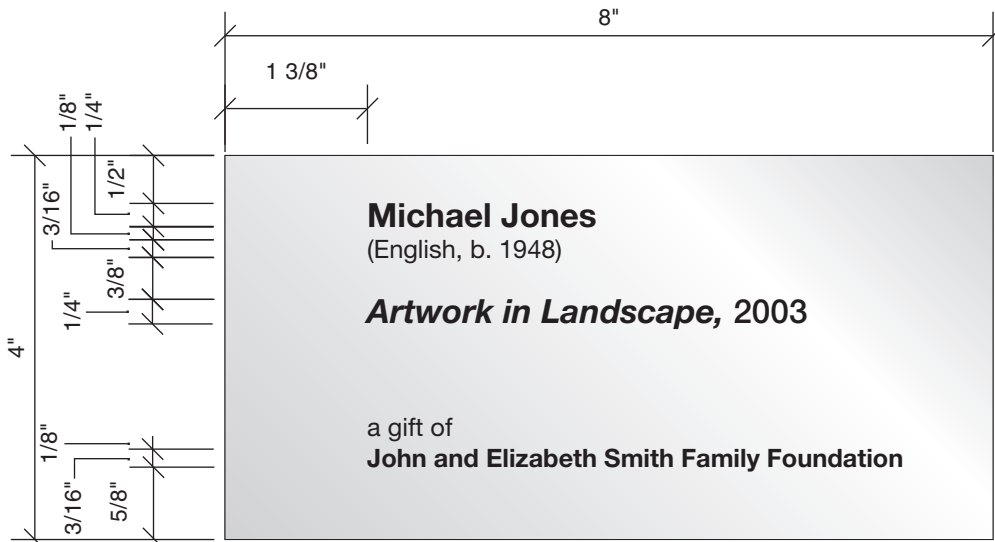 8"
1 3/8"
1/8"
1/4"
1/2"
3/16"
3/8"
1/4"
4"
1/8"
3/16"
5/8"
Michael Jones
(English, b. 1948)
Artwork in Landscape, 2003
a gift of
John and Elizabeth Smith Family Foundation